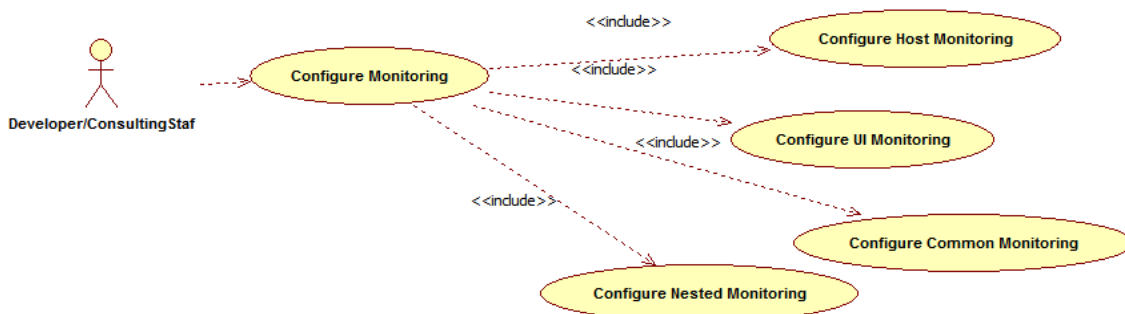 <<include>>
Configure Host Monitoring
Configure Monitoring
<<include>>
Developer/ConsultingStaf
Configure UI Monitoring
<<include>>
<<include>>
Configure Common Monitoring
Configure Nested Monitoring